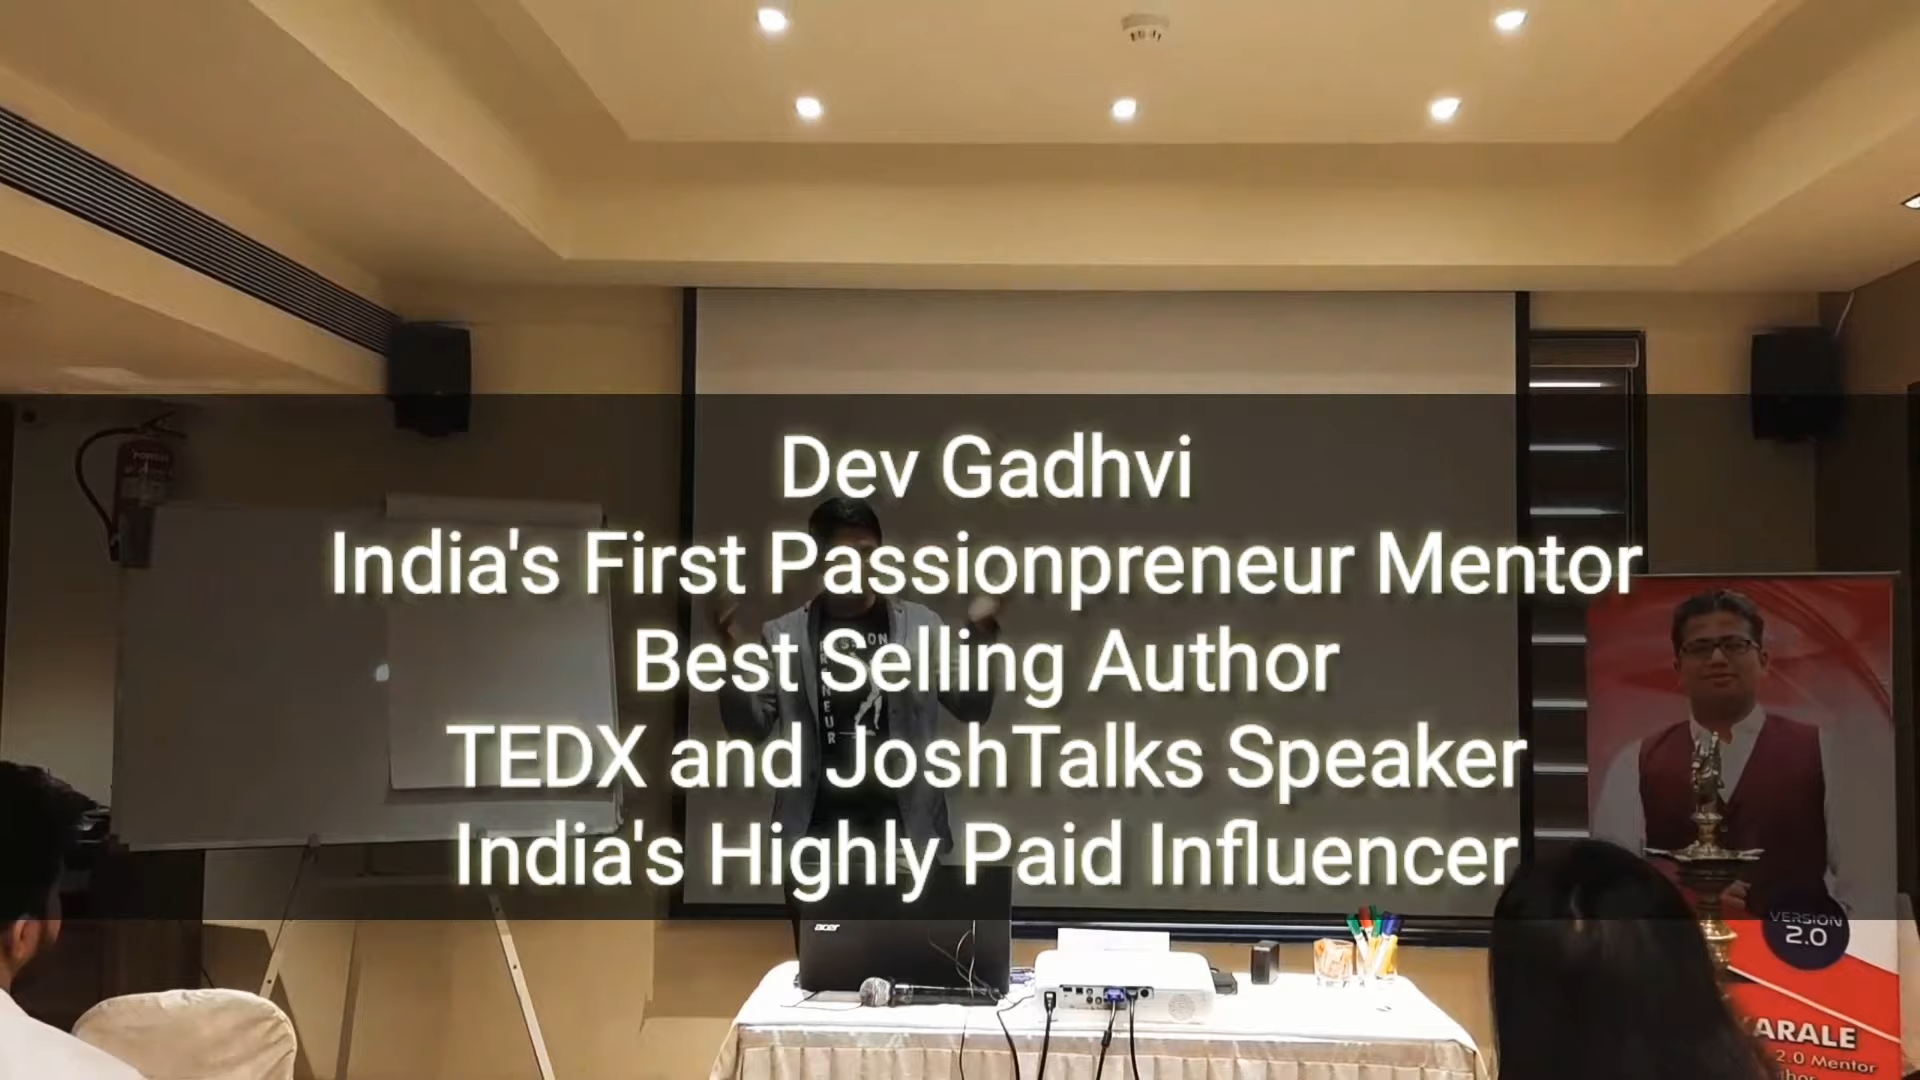 Dev Gadhvi
India's First Passionpreneur Mentor
Best Selling Author
TEDX and JoshTalks Speaker
India's Highly Paid Influencer
acer
VERSION
2.0
ARALE
2.0 Mentor